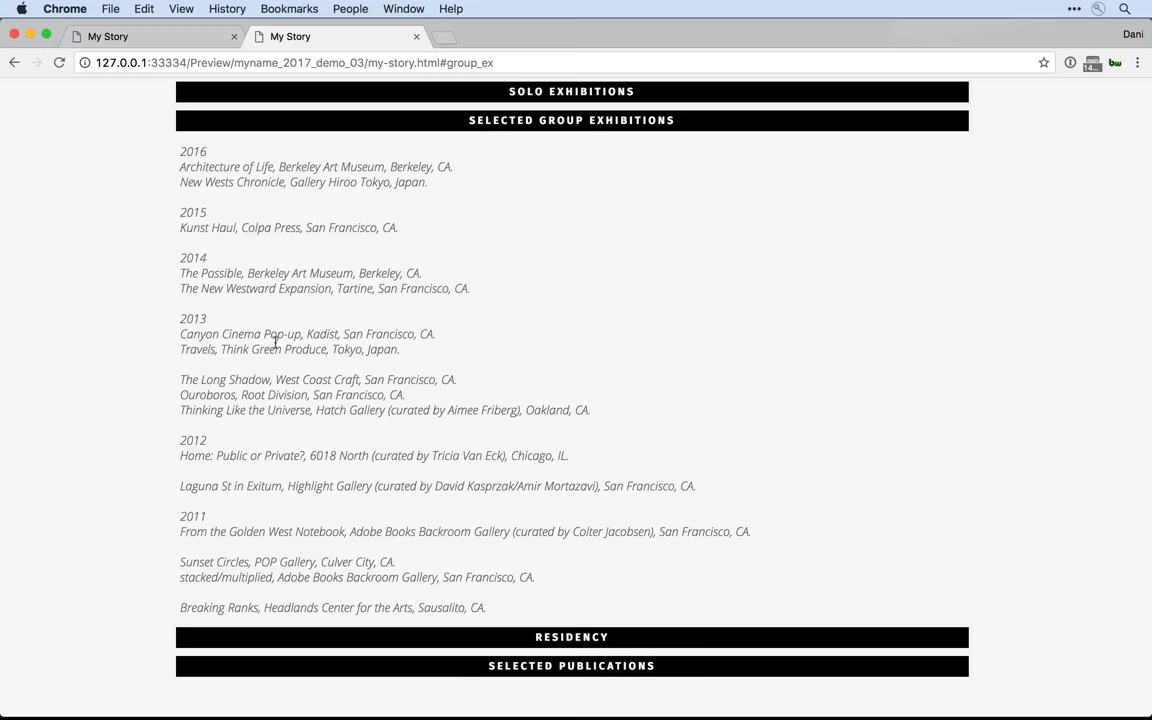 Chrome File Edit View History Bookmarks People Window Help
My Story My Story Dani
127.0.0.1:33334/Preview/myname_2017_demo_03/my-story.html#group_ex
14...
bw
SOLO EXHIBITIONS
SELECTED GROUP EXHIBITIONS
2016
Architecture of Life, Berkeley Art Museum, Berkeley, CA.
New Wests Chronicle, Gallery Hiroo Tokyo, Japan.
2015
Kunst Haul, Colpa Press, San Francisco, CA.
2014
The Possible, Berkeley Art Museum, Berkeley, CA.
The New Westward Expansion, Tartine, San Francisco, CA.
2013
Canyon Cinema Pop-up, Kadist, San Francisco, CA.
Travels, Think Green Produce, Tokyo, Japan.
The Long Shadow, West Coast Craft, San Francisco, CA.
Ouroboros, Root Division, San Francisco, CA.
Thinking Like the Universe, Hatch Gallery (curated by Aimee Friberg), Oakland, CA.
2012
Home: Public or Private?, 6018 North (curated by Tricia Van Eck), Chicago, IL.
Laguna St in Exitum, Highlight Gallery (curated by David Kasprzak/Amir Mortazavi), San Francisco, CA.
2011
From the Golden West Notebook, Adobe Books Backroom Gallery (curated by Colter Jacobsen), San Francisco, CA.
Sunset Circles, POP Gallery, Culver City, CA.
stacked/multiplied, Adobe Books Backroom Gallery, San Francisco, CA.
Breaking Ranks, Headlands Center for the Arts, Sausalito, CA.
RESIDENCY
SELECTED PUBLICATIONS